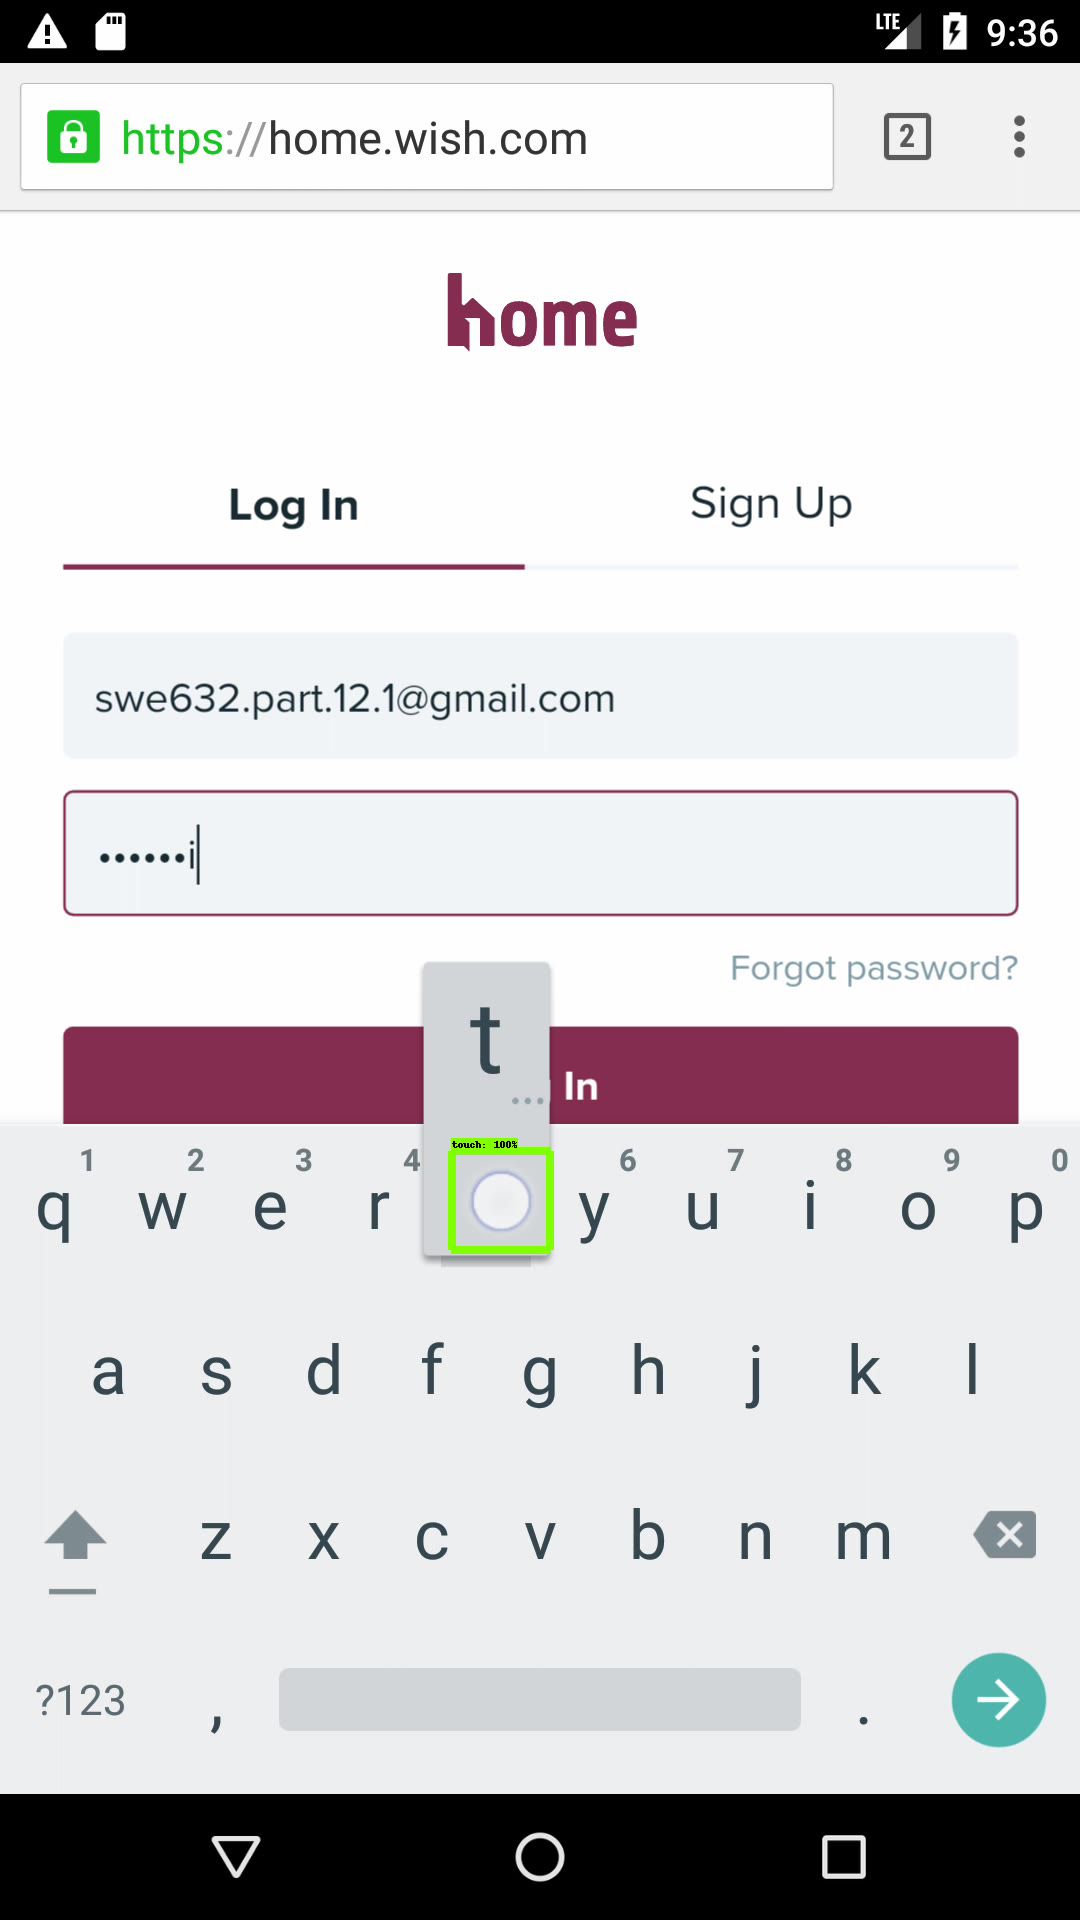 LTE 9:36
https://home.wish.com 2
home
Log In Sign Up
swe632.part.12.1@gmail.com
••••••i
Forgot password?
t
... In
touch: 100%
1 2 3 4 6 7 8 9 0
q w e r y u i o p
a s d f g h j k l
z x c v b n m
?123 , .